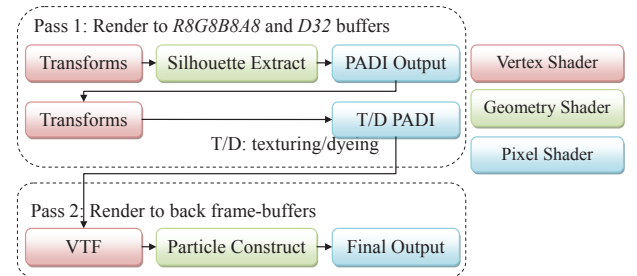 Pass 1: Render to R8G8B8A8 and D32 buffers
Transforms
Silhouette Extract
PADI Output
Vertex Shader
Transforms
T/D PADI
Geometry Shader
T/D: texturing/dyeing
Pixel Shader
Pass 2: Render to back frame-buffers
VTF
Particle Construct
Final Output